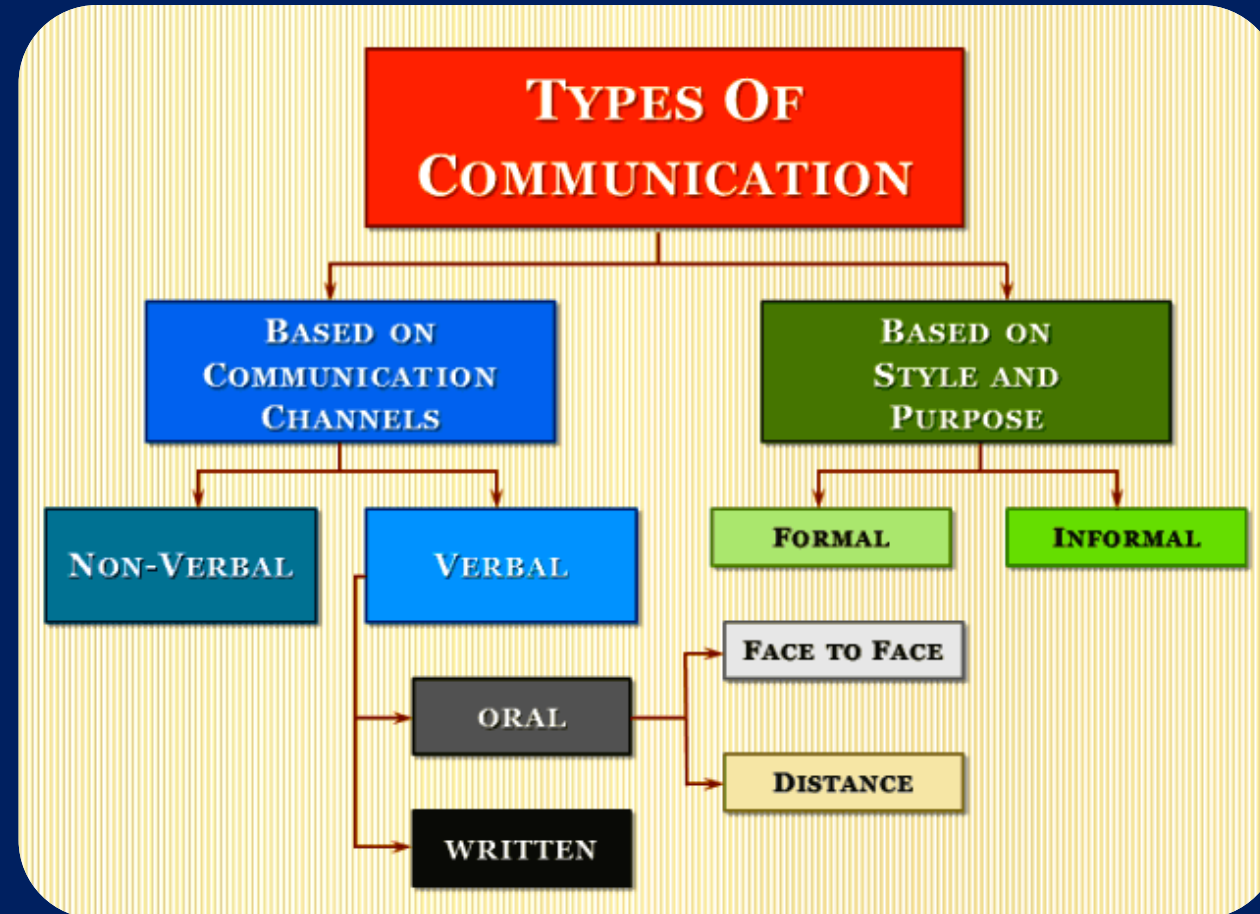 Types Of
Communication
Based on
Communication
Channels
Based on
Style and
Purpose
Non-Verbal
Verbal
Formal
Informal
Face to Face
oral
Distance
written